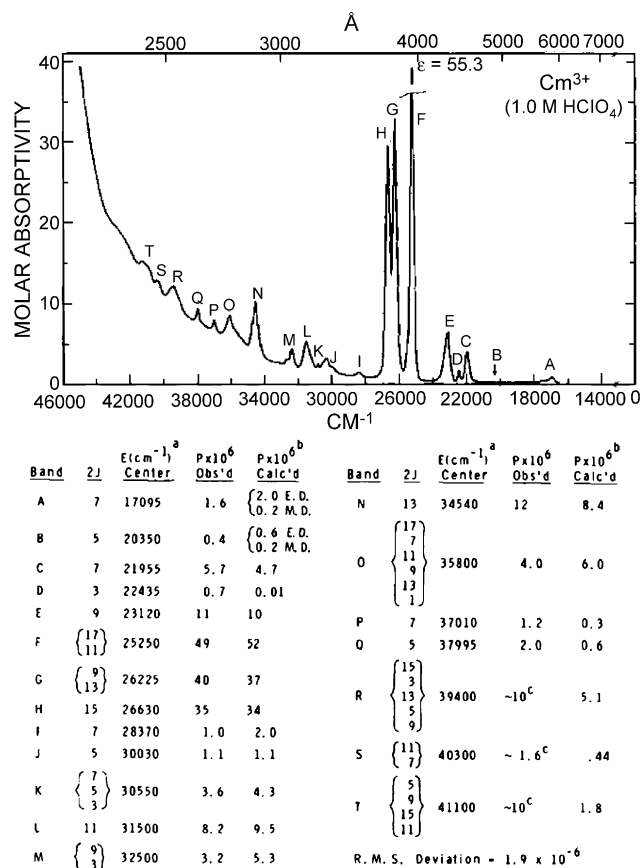 Å
2500 3000 4000 5000 6000 7000
ε = 55.3
Cm3+
(1.0 M HClO4)
MOLAR ABSORPTIVITY
40
30
20
10
0
T S R Q P O N M L K J I H G F E D C B A
46000 42000 38000 34000 30000 26000 22000 18000 14000 0
CM-1
Band 2J E(cm-1)a Center Px10^6 Obs'd Px10^6 b Calc'd
A 7 17095 1.6 {2.0 E.D.
0.2 M.D.
B 5 20350 0.4 {0.6 E.D.
0.2 M.D.
C 7 21955 5.7 4.7
D 3 22435 0.7 0.01
E 9 23120 11 10
F {17 11} 25250 49 52
G {9 13} 26225 40 37
H 15 26630 35 34
I 7 28370 1.0 2.0
J 5 30030 1.1 1.1
K {7 5 3} 30550 3.6 4.3
L 11 31500 8.2 9.5
M {9 3} 32500 3.2 5.3
Band 2J E(cm-1)a Center Px10^6 Obs'd Px10^6 b Calc'd
N 13 34540 12 8.4
O {17 7 11 9 13 1} 35800 4.0 6.0
P 7 37010 1.2 0.3
Q 5 37995 2.0 0.6
R {15 3 13 5 9} 39400 ~10c 5.1
S {11 7} 40300 ~ 1.6c .44
T {5 9 15 11} 41100 ~10c 1.8
R.M.S. Deviation = 1.9 x 10-6